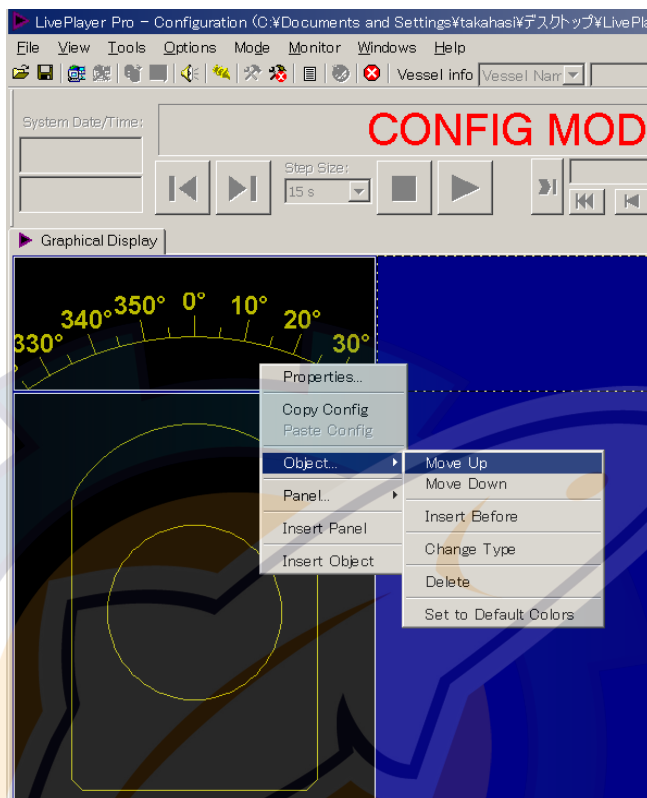 LivePlayer Pro - Configuration (C:¥Documents and Settings¥takahasi¥デスクトップ¥LivePla
File View Tools Options Mode Monitor Windows Help
Vessel info Vessel Nam
System Date/Time:
CONFIG MOD
Step Size:
15 s
Graphical Display
330° 340° 350° 0° 10° 20° 30°
Properties...
Copy Config
Paste Config
Object...
Panel...
Insert Panel
Insert Object
Move Up
Move Down
Insert Before
Change Type
Delete
Set to Default Colors